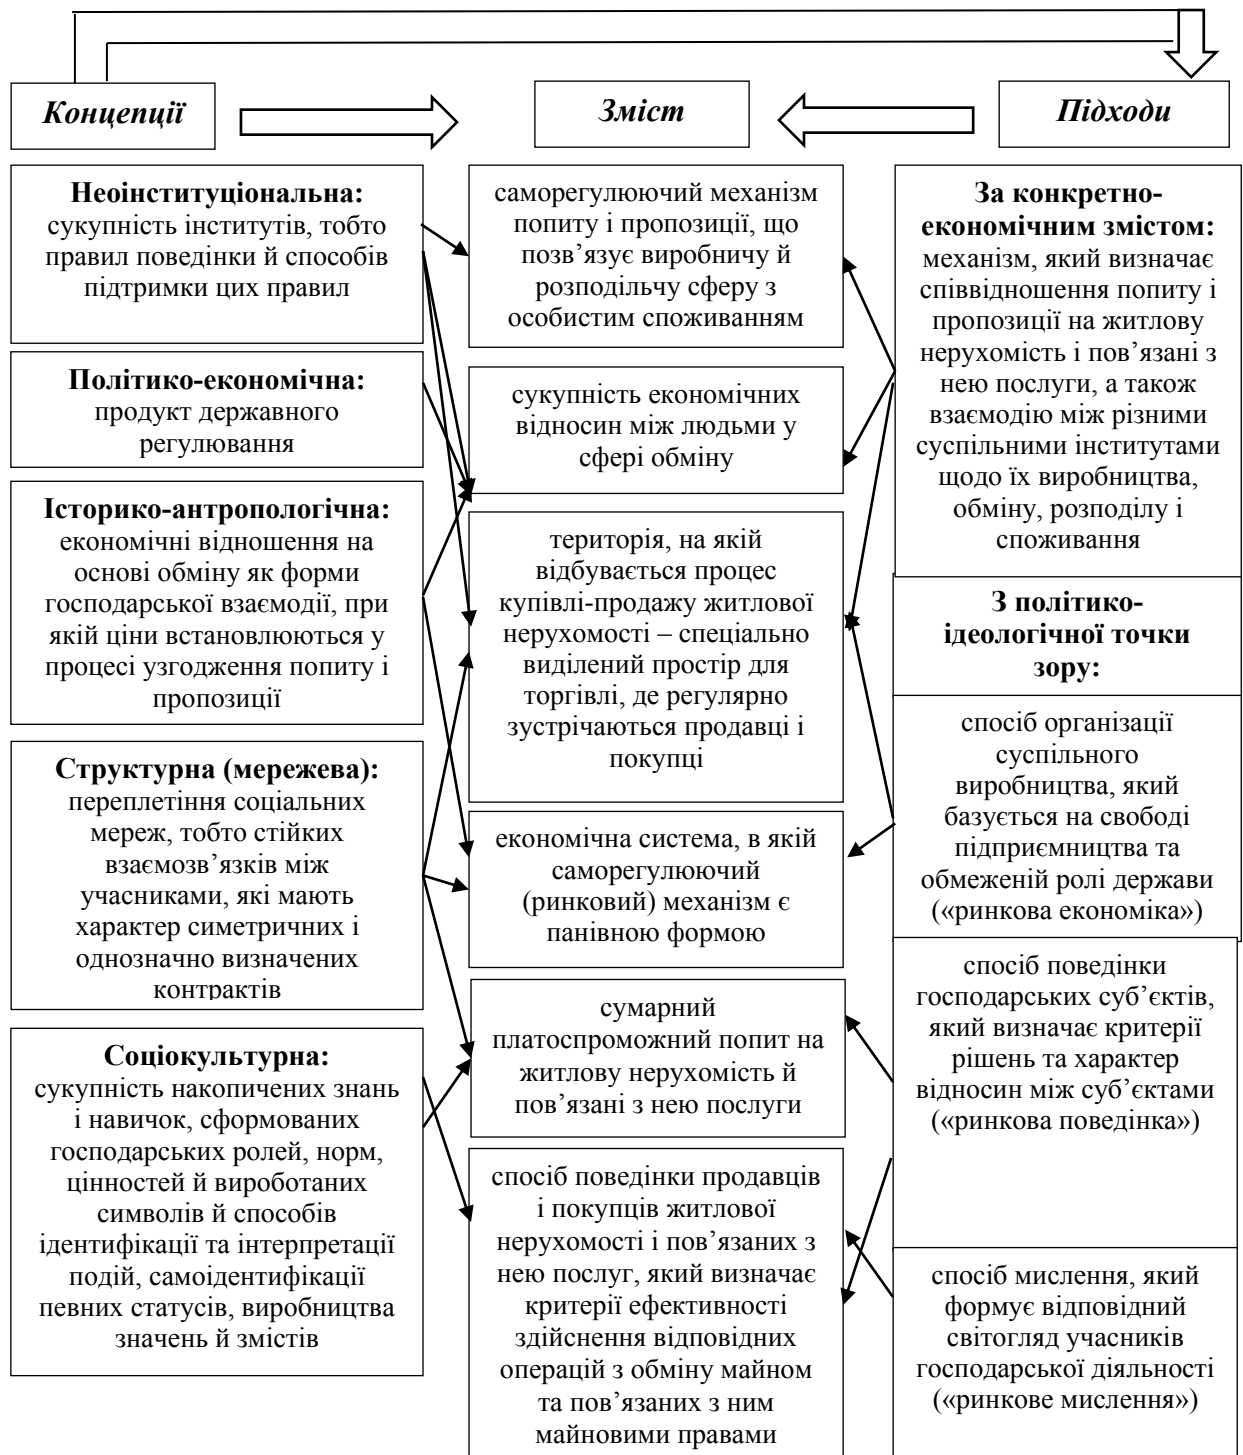 Концепції
Зміст
Підходи
Неоінституціональна:
сукупність інститутів, тобто
правил поведінки й способів
підтримки цих правил
Політико-економічна:
продукт державного
регулювання
Історико-антропологічна:
економічні відношення на
основі обміну як форми
господарської взаємодії, при
якій ціни встановлюються у
процесі узгодження попиту і
пропозиції
Структурна (мережева):
переплетіння соціальних
мереж, тобто стійких
взаємозв’язків між
учасниками, які мають
характер симетричних і
однозначно визначених
контрактів
Соціокультурна:
сукупність накопичених знань
і навичок, сформованих
господарських ролей, норм,
цінностей й вироботаних
символів й способів
ідентифікації та інтерпретації
подій, самоідентифікації
певних статусів, виробництва
значень й змістів
саморегулюючий механізм
попиту і пропозиції, що
позв’язує виробничу й
розподільчу сферу з
особистим споживанням
сукупність економічних
відносин між людьми у
сфері обміну
територія, на якій
відбувається процес
купівлі-продажу житлової
нерухомості – спеціально
виділений простір для
торгівлі, де регулярно
зустрічаються продавці і
покупці
економічна система, в якій
саморегулюючий
(ринковий) механізм є
панівною формою
сумарний
платоспроможний попит на
житлову нерухомість й
пов’язані з нею послуги
спосіб поведінки продавців
і покупців житлової
нерухомості і пов’язаних з
нею послуг, який визначає
критерії ефективності
здійснення відповідних
операцій з обміну майном
та пов’язаних з ним
майновими правами
За конкретно-
економічним змістом:
механізм, який визначає
співвідношення попиту і
пропозиції на житлову
нерухомість і пов’язані з
нею послуги, а також
взаємодію між різними
суспільними інститутами
щодо їх виробництва,
обміну, розподілу і
споживання
З політико-
ідеологічної точки
зору:
спосіб організації
суспільного
виробництва, який
базується на свободі
підприємництва та
обмеженій ролі держави
(«ринкова економіка»)
спосіб поведінки
господарських суб’єктів,
який визначає критерії
рішень та характер
відносин між суб’єктами
(«ринкова поведінка»)
спосіб мислення, який
формує відповідний
світогляд учасників
господарської діяльності
(«ринкове мислення»)